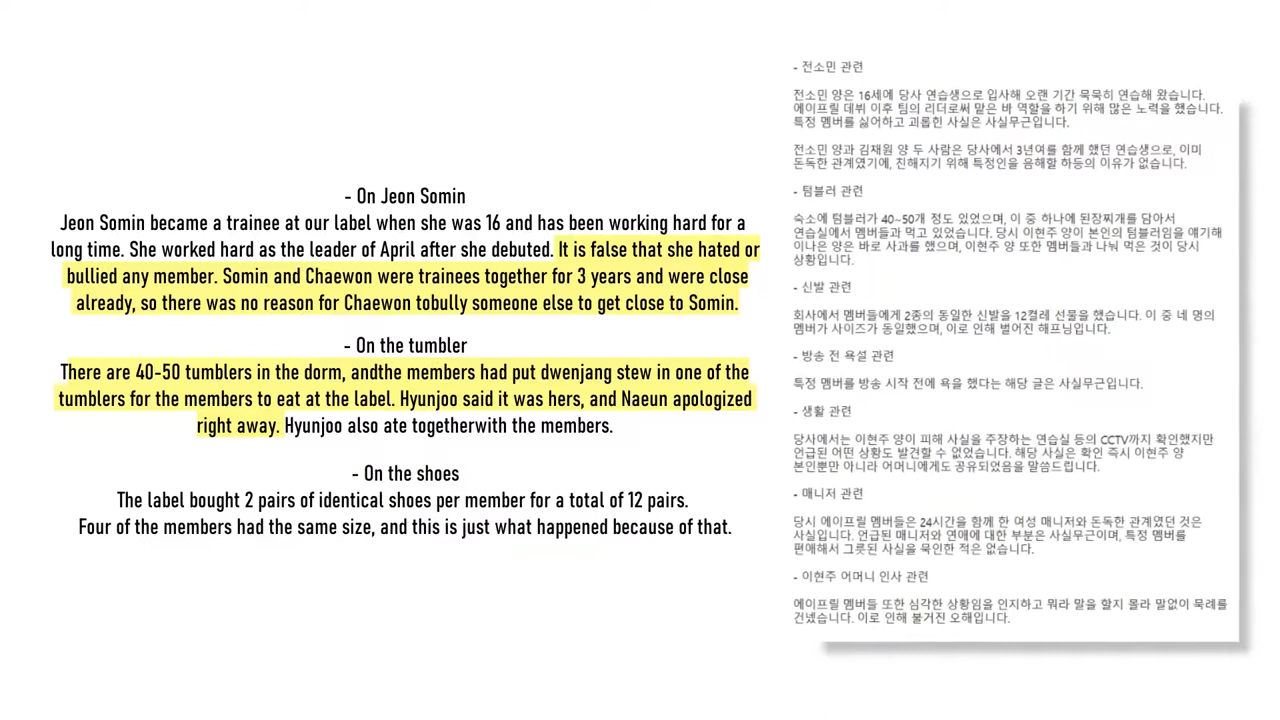 - On Jeon Somin
Jeon Somin became a trainee at our label when she was 16 and has been working hard for a
long time. She worked hard as the leader of April after she debuted. It is false that she hated or
bullied any member. Somin and Chaewon were trainees together for 3 years and were close
already, so there was no reason for Chaewon tobully someone else to get close to Somin.
- On the tumbler
There are 40-50 tumblers in the dorm, andthe members had put dwenjang stew in one of the
tumblers for the members to eat at the label. Hyunjoo said it was hers, and Naeun apologized
right away. Hyunjoo also ate togetherwith the members.
- On the shoes
The label bought 2 pairs of identical shoes per member for a total of 12 pairs.
Four of the members had the same size, and this is just what happened because of that.
- 전소민 관련
전소민 양은 16세에 당사 연습생으로 입사해 오랜 기간 묵묵히 연습해 왔습니다.
에이프릴 데뷔 이후 팀의 리더로써 맡은 바 역할을 하기 위해 많은 노력을 했습니다.
특정 멤버를 싫어하고 괴롭힌 사실은 사실무근입니다.
전소민 양과 김채원 양 두 사람은 당사에서 3년여를 함께 했던 연습생으로, 이미
돈독한 관계였기에, 친해지기 위해 특정인을 음해할 하등의 이유가 없습니다.
- 텀블러 관련
숙소에 텀블러가 40~50개 정도 있었으며, 이 중 하나에 된장찌개를 담아서
연습실에서 멤버들과 먹고 있었습니다. 당시 이현주 양이 본인의 텀블러임을 얘기해
이나은 양은 바로 사과를 했으며, 이현주 양 또한 멤버들과 나눠 먹은 것이 당시
상황입니다.
- 신발 관련
회사에서 멤버들에게 2종의 동일한 신발을 12켤레 선물을 했습니다. 이 중 네 명의
멤버가 사이즈가 동일했으며, 이로 인해 벌어진 해프닝입니다.
- 방송 전 욕설 관련
특정 멤버를 방송 시작 전에 욕을 했다는 해당 글은 사실무근입니다.
- 생활 관련
당사에서는 이현주 양이 피해 사실을 주장하는 연습실 등의 CCTV까지 확인했지만
언급된 어떤 상황도 발견할 수 없었습니다. 해당 사실은 확인 즉시 이현주 양
본인뿐만 아니라 어머니에게도 공유되었음을 말씀드립니다.
- 매니저 관련
당시 에이프릴 멤버들은 24시간을 함께 한 여성 매니저와 돈독한 관계였던 것은
사실입니다. 언급된 매니저와 연애에 대한 부분은 사실무근이며, 특정 멤버를
편애해서 그릇된 사실을 묵인한 적은 없습니다.
- 이현주 어머니 인사 관련
에이프릴 멤버들 또한 심각한 상황임을 인지하고 뭐라 말을 할지 몰라 말없이 묵례를
건넸습니다. 이로 인해 불거진 오해입니다.